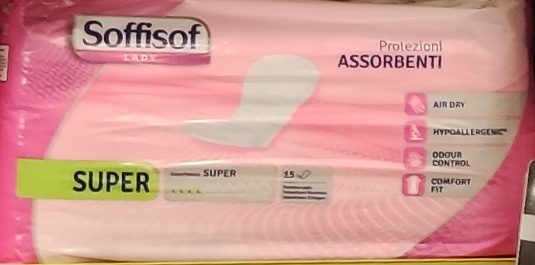 Soffisof
LADY
Protezioni
ASSORBENTI
AIR DRY
HYPOALLERGENIC
ODOUR
CONTROL
COMFORT
FIT
SUPER
SUPER
15